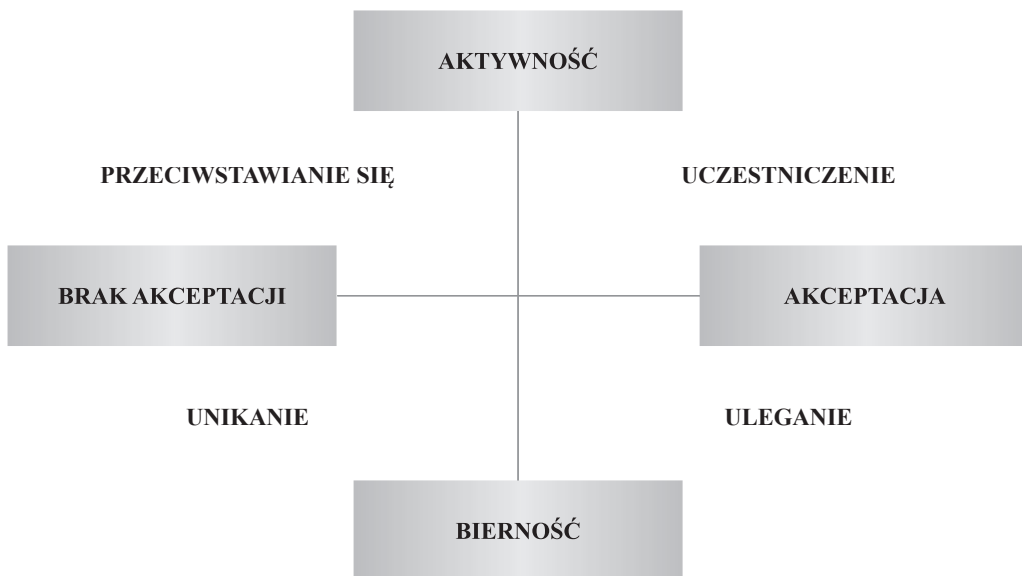 AKTYWNOŚĆ
PRZECIWSTAWIANIE SIĘ
UCZESTNICZENIE
BRAK AKCEPTACJI
AKCEPTACJA
UNIKANIE
ULEGANIE
BIERNOŚĆ